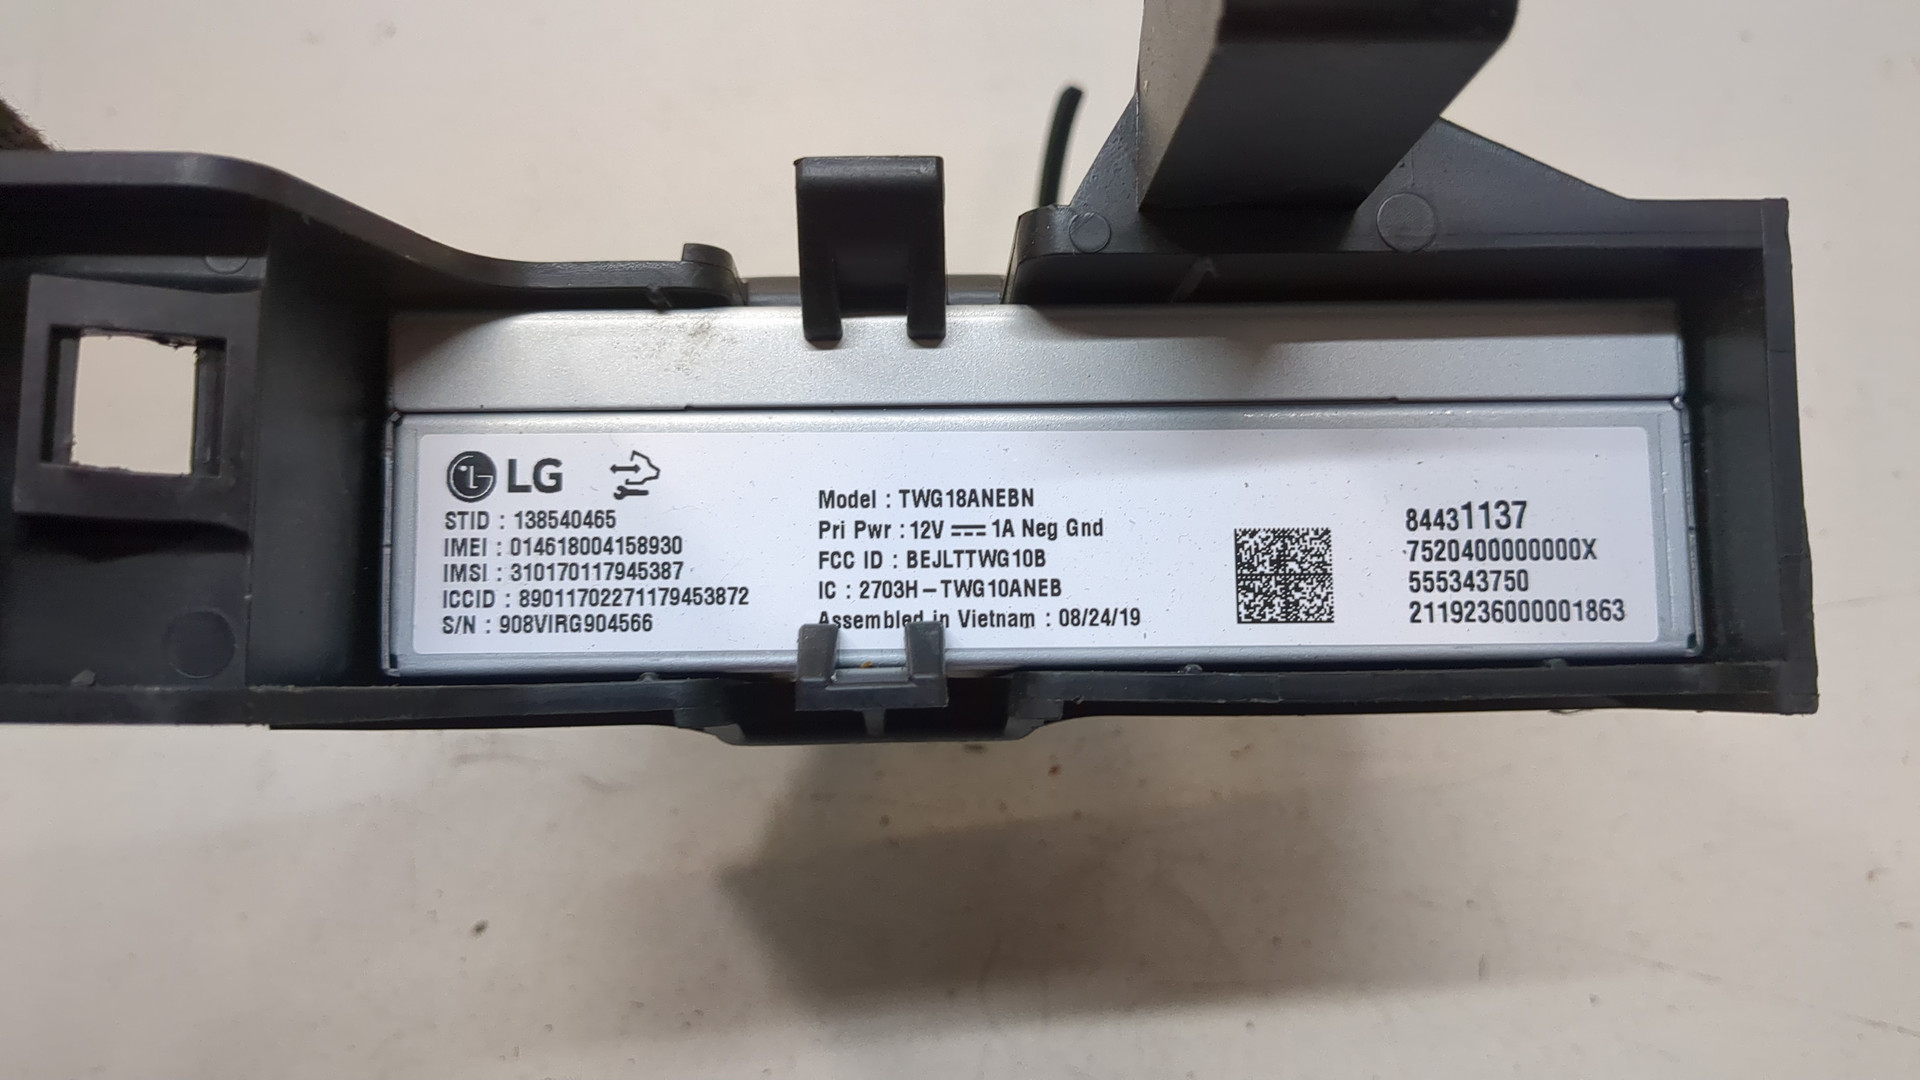 LG
STID : 138540465
IMEI : 014618004158930
IMSI : 310170117945387
ICCID : 89011702271179453872
S/N : 908VIRG904566
Model : TWG18ANEBN
Pri Pwr : 12V ⎓ 1A Neg Gnd
FCC ID : BEJLTTWG10B
IC : 2703H-TWG10ANEB
Assembled in Vietnam : 08/24/19
84431137
7520400000000X
555343750
2119236000001863